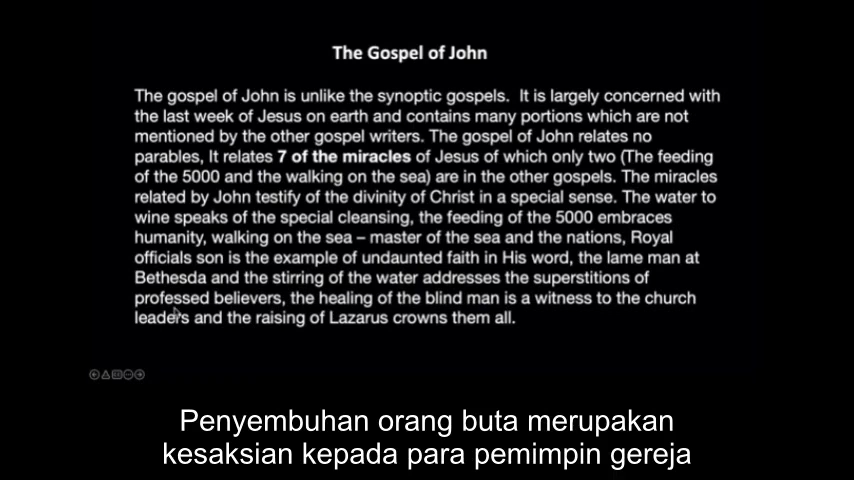 The Gospel of John
The gospel of John is unlike the synoptic gospels.  It is largely concerned with
the last week of Jesus on earth and contains many portions which are not
mentioned by the other gospel writers. The gospel of John relates no
parables, It relates 7 of the miracles of Jesus of which only two (The feeding
of the 5000 and the walking on the sea) are in the other gospels. The miracles
related by John testify of the divinity of Christ in a special sense. The water to
wine speaks of the special cleansing, the feeding of the 5000 embraces
humanity, walking on the sea – master of the sea and the nations, Royal
officials son is the example of undaunted faith in His word, the lame man at
Bethesda and the stirring of the water addresses the superstitions of
professed believers, the healing of the blind man is a witness to the church
leaders and the raising of Lazarus crowns them all.
Penyembuhan orang buta merupakan
kesaksian kepada para pemimpin gereja